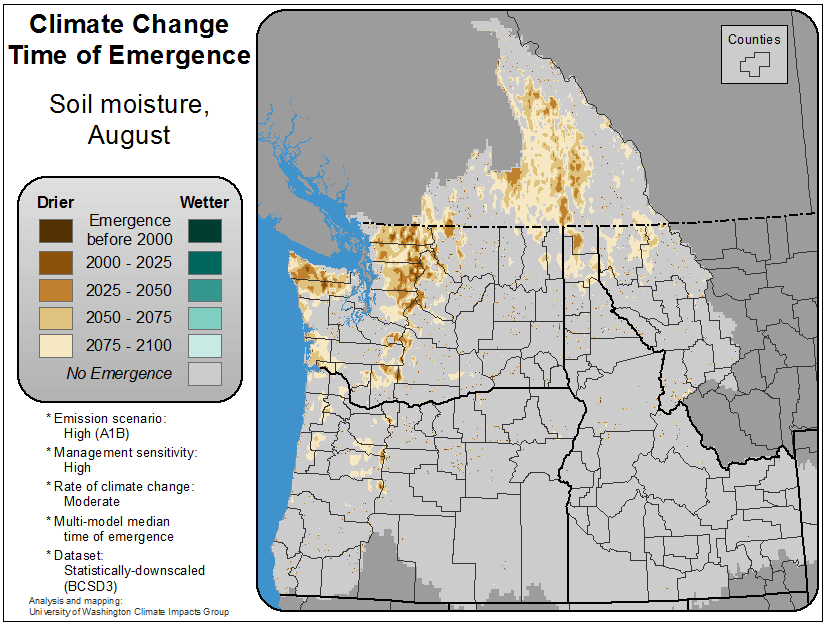 Climate Change
Time of Emergence
Soil moisture,
August
Counties
Drier Wetter
Emergence
before 2000
2000 - 2025
2025 - 2050
2050 - 2075
2075 - 2100
No Emergence
* Emission scenario:
High (A1B)
* Management sensitivity:
High
* Rate of climate change:
Moderate
* Multi-model median
time of emergence
* Dataset:
Statistically-downscaled
(BCSD3)
Analysis and mapping:
University of Washington Climate Impacts Group